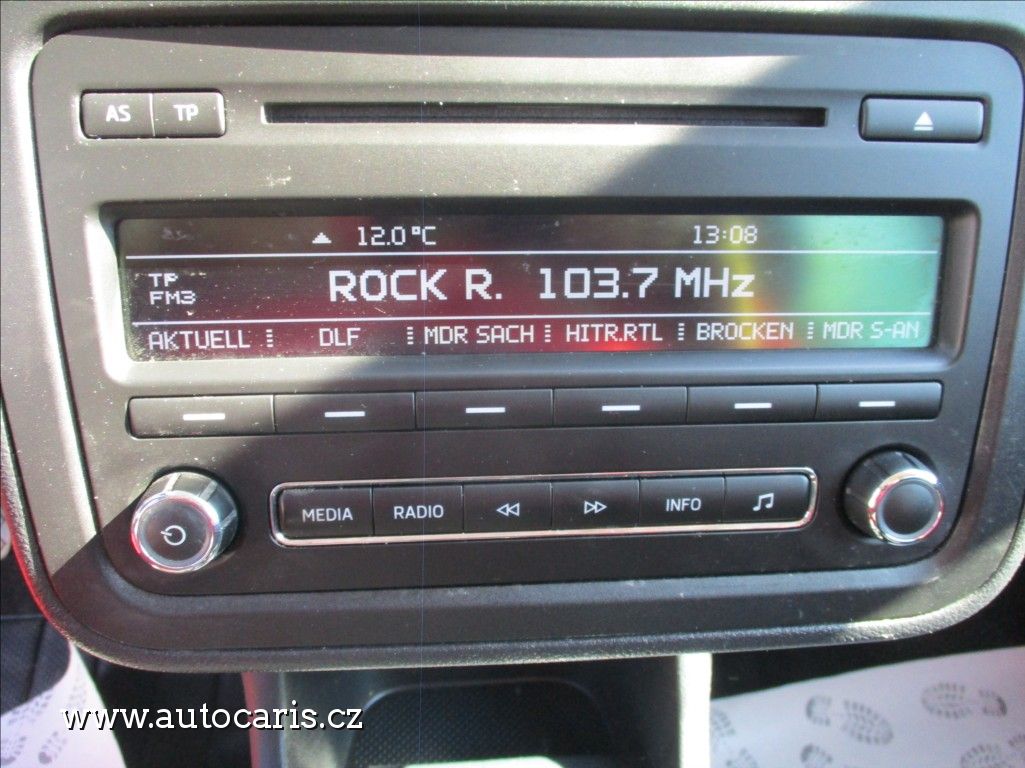 AS TP
12.0 °C 13:08
TP
ROCK R. 103.7 MHz
FM3
AKTUELL DLF MDR SACH HITR.RTL BROCKEN MDR S-AN
MEDIA RADIO INFO
www.autocaris.cz